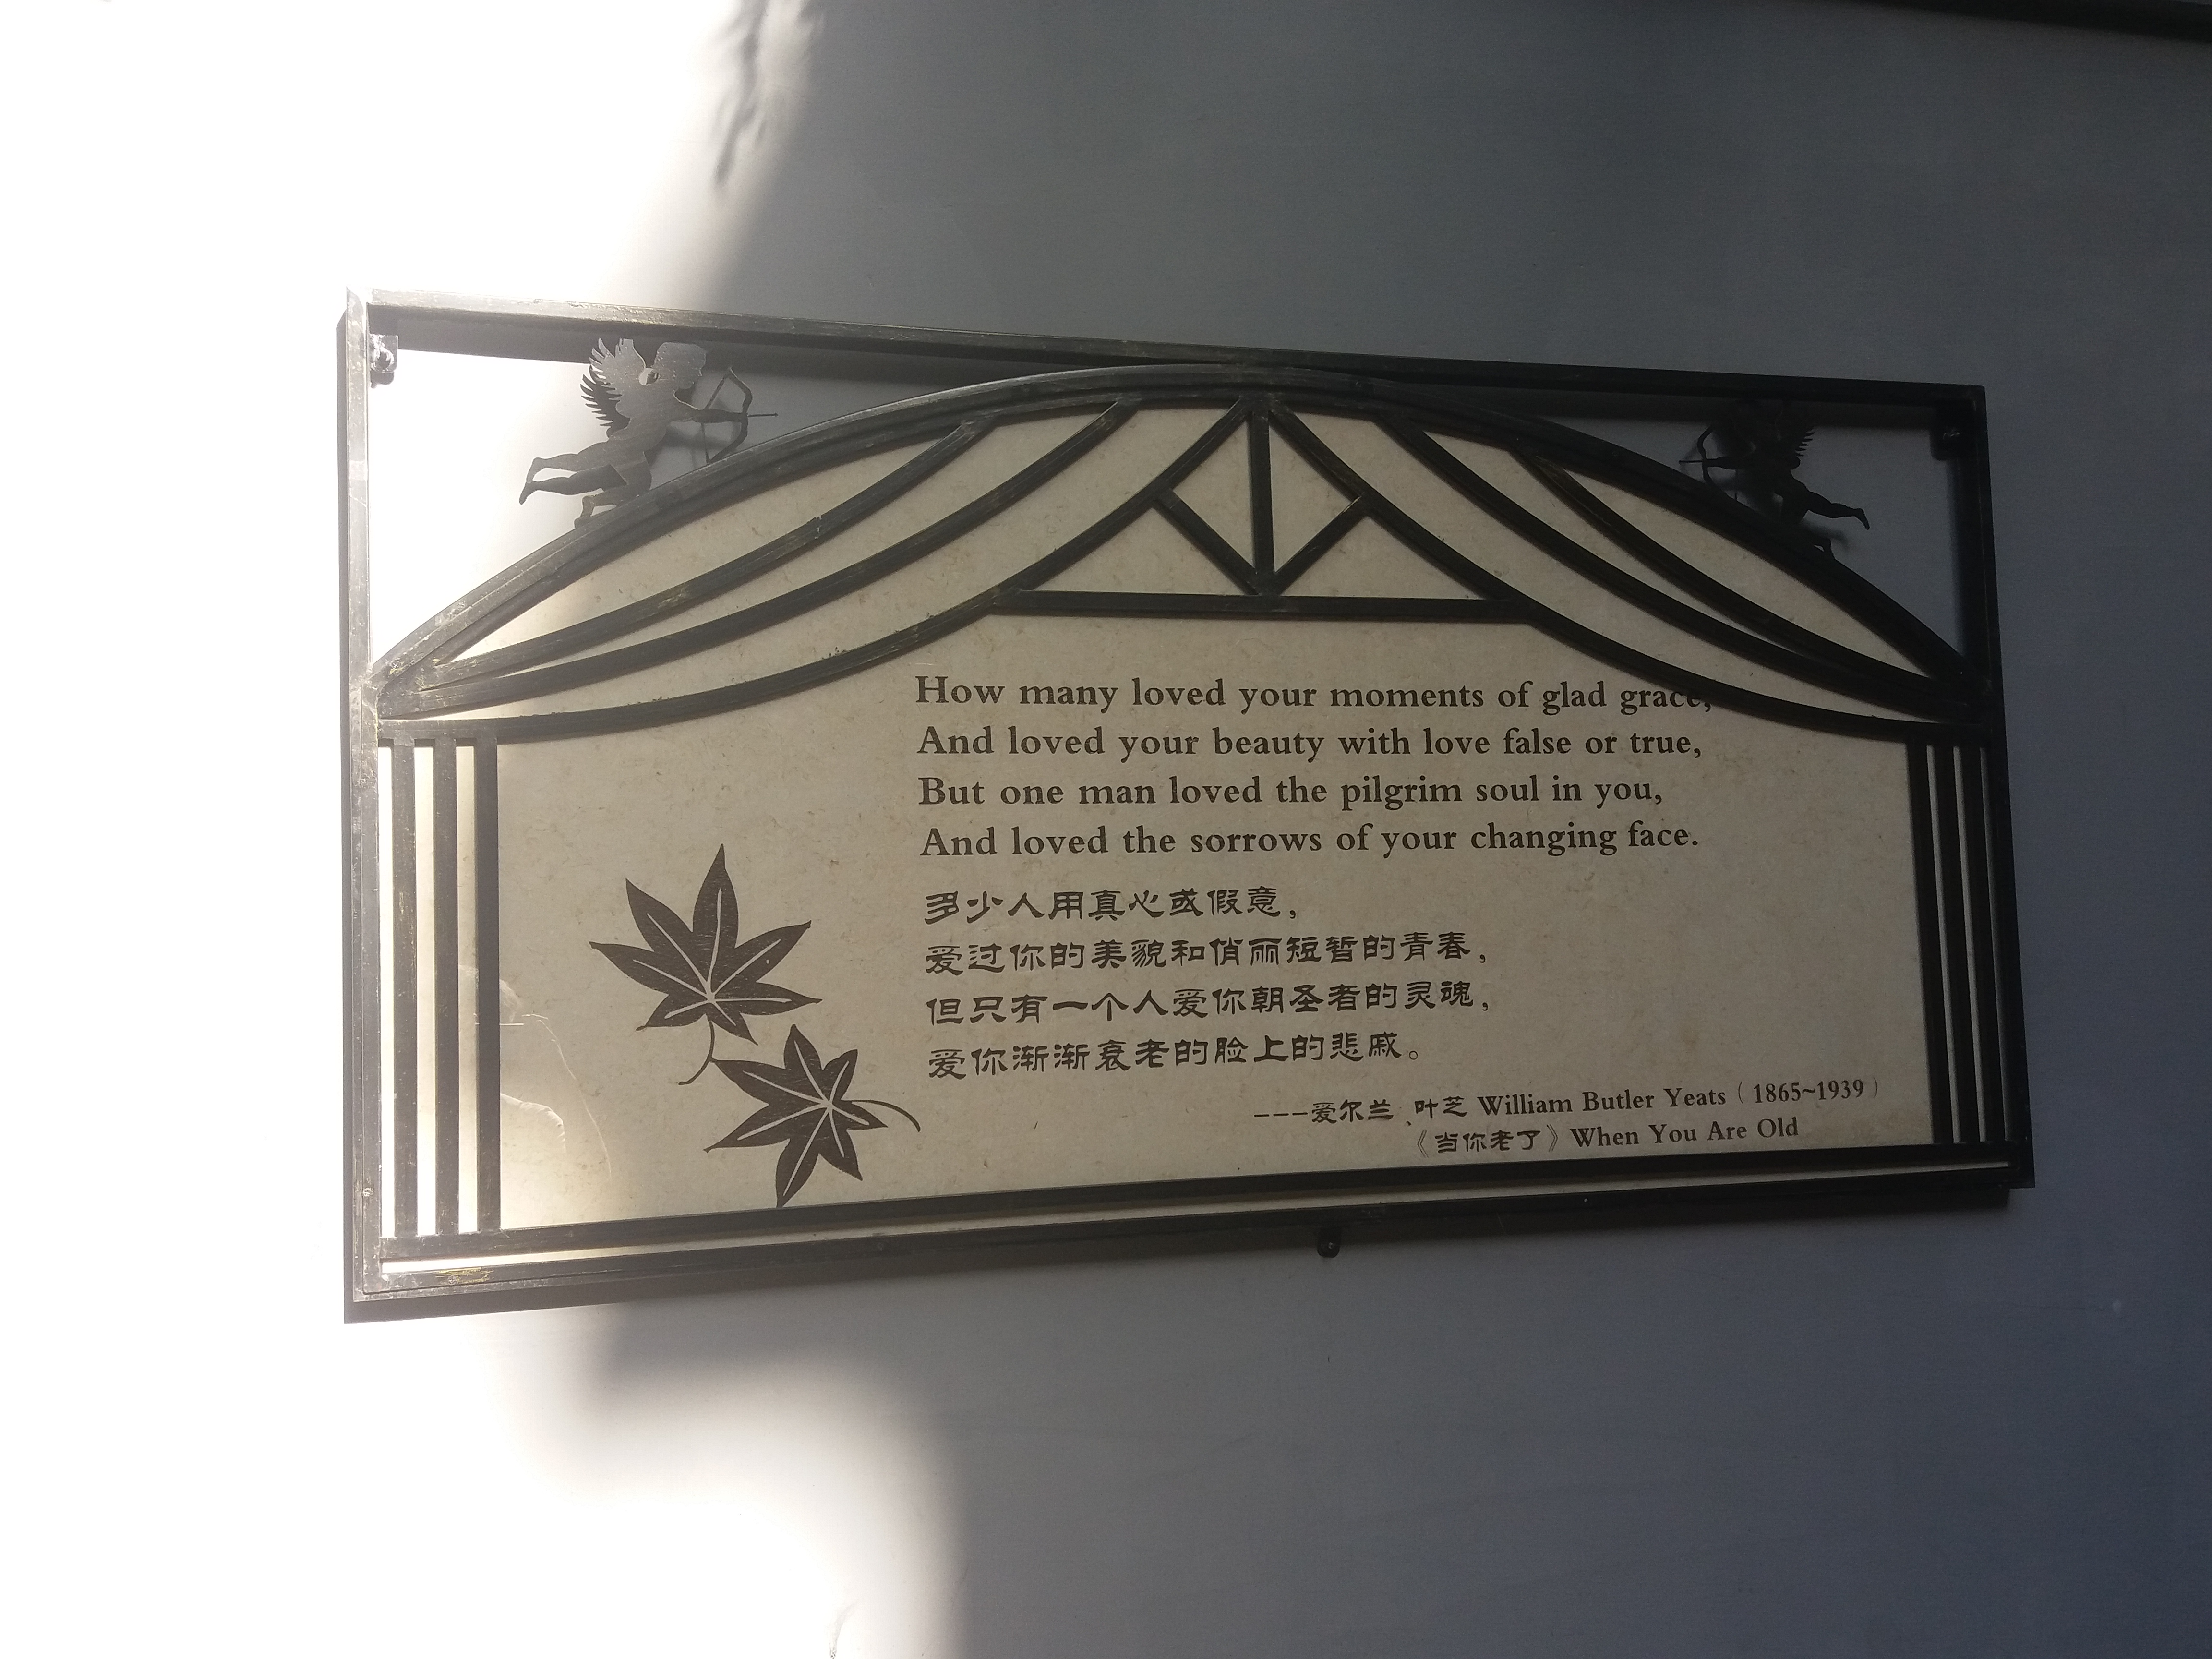 How many loved your moments of glad grace,
And loved your beauty with love false or true,
But one man loved the pilgrim soul in you,
And loved the sorrows of your changing face.
多少人用真心或假意，
爱过你的美貌和俏丽短暂的青春，
但只有一个人爱你朝圣者的灵魂，
爱你渐渐衰老的脸上的悲戚。
---爱尔兰、叶芝 William Butler Yeats（1865~1939）
《当你老了》When You Are Old